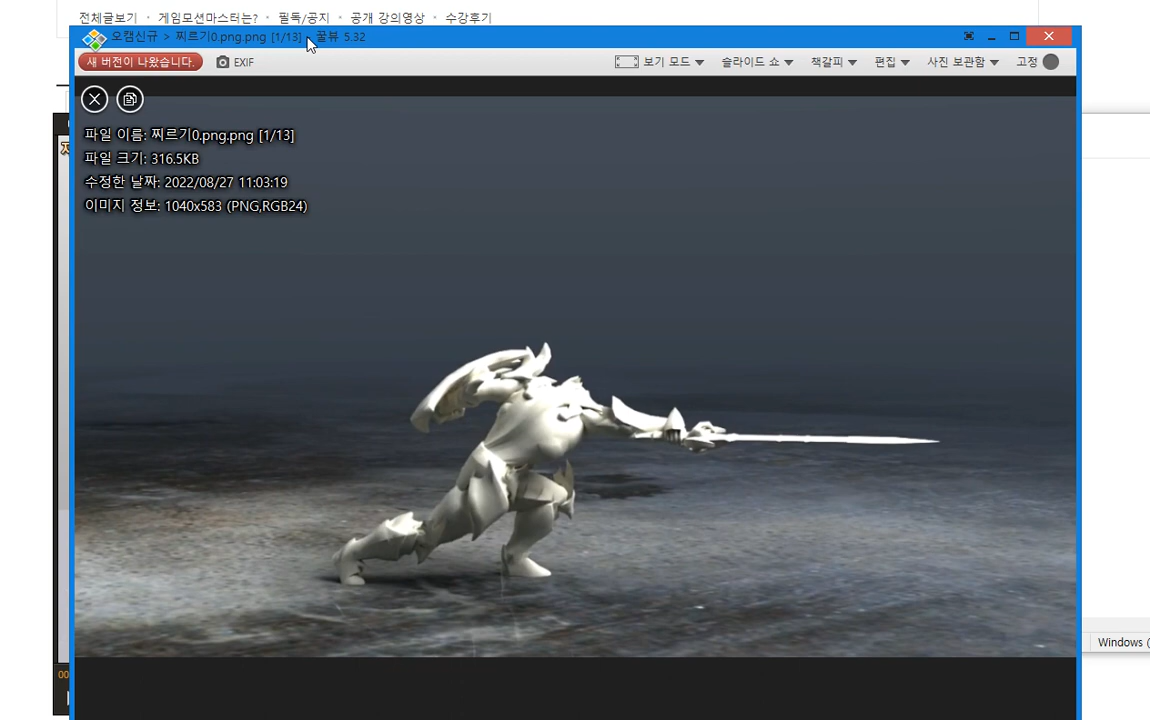 전체글보기 · 게임모션마스터는? · 필독/공지 · 공개 강의영상 · 수강후기
오캠신규 > 찌르기0.png.png [1/13] - 꿀뷰 5.32
새 버전이 나왔습니다. EXIF 보기 모드 슬라이드 쇼 책갈피 편집 사진 보관함 고정
파일 이름: 찌르기0.png.png [1/13]
파일 크기: 316.5KB
수정한 날짜: 2022/08/27 11:03:19
이미지 정보: 1040x583 (PNG,RGB24)
Windows (
00